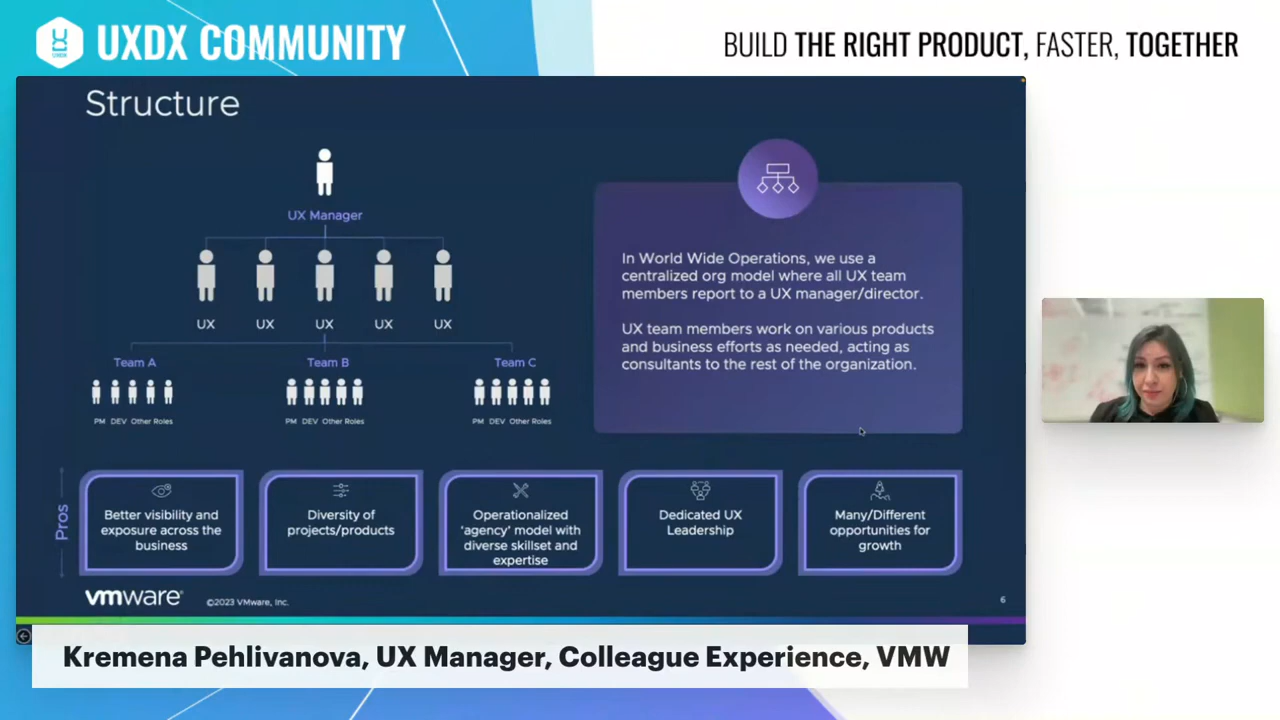 UXDX COMMUNITY
BUILD THE RIGHT PRODUCT, FASTER, TOGETHER
Structure
UX Manager
UX UX UX UX UX
Team A Team B Team C
PM DEV Other Roles PM DEV Other Roles PM DEV Other Roles
In World Wide Operations, we use a
centralized org model where all UX team
members report to a UX manager/director.
UX team members work on various products
and business efforts as needed, acting as
consultants to the rest of the organization.
Pros
Better visibility and
exposure across the
business
Diversity of
projects/products
Operationalized
'agency' model with
diverse skillset and
expertise
Dedicated UX
Leadership
Many/Different
opportunities for
growth
vmware®
©2023 VMware, Inc.
6
Kremena Pehlivanova, UX Manager, Colleague Experience, VMW